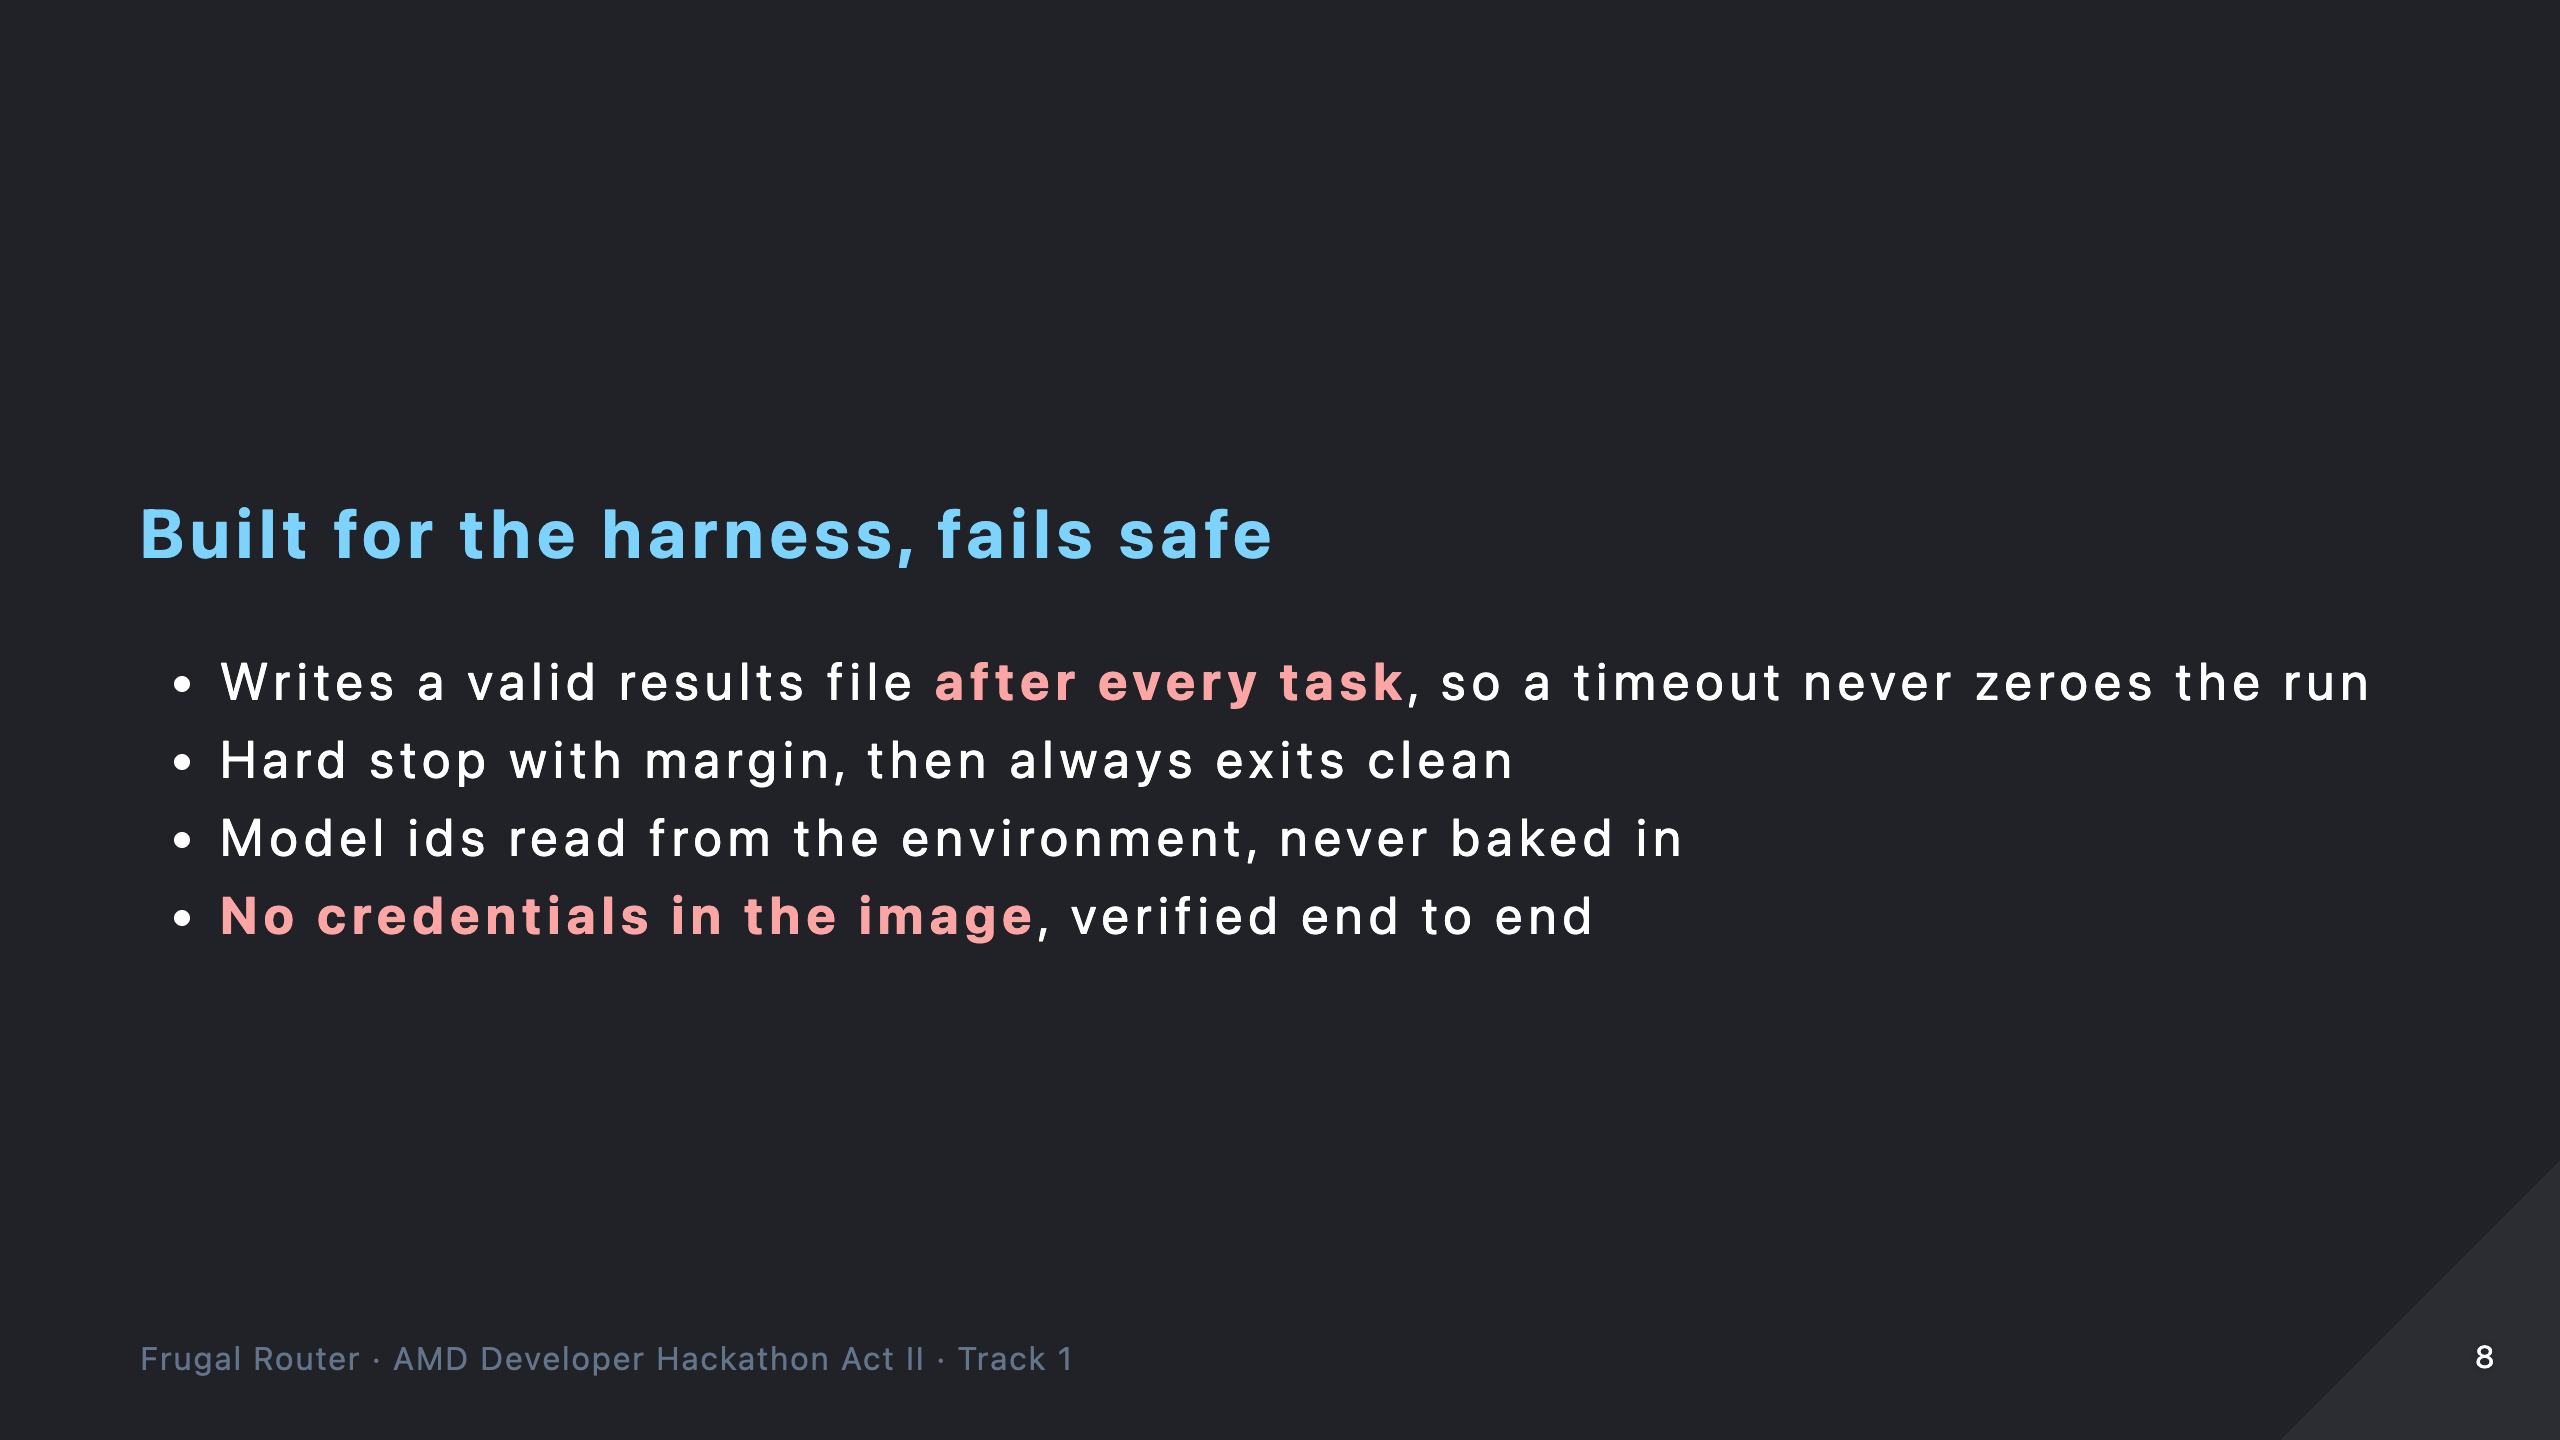 Built for the harness, fails safe
• Writes a valid results file after every task, so a timeout never zeroes the run
• Hard stop with margin, then always exits clean
• Model ids read from the environment, never baked in
• No credentials in the image, verified end to end
Frugal Router · AMD Developer Hackathon Act II · Track 1
8